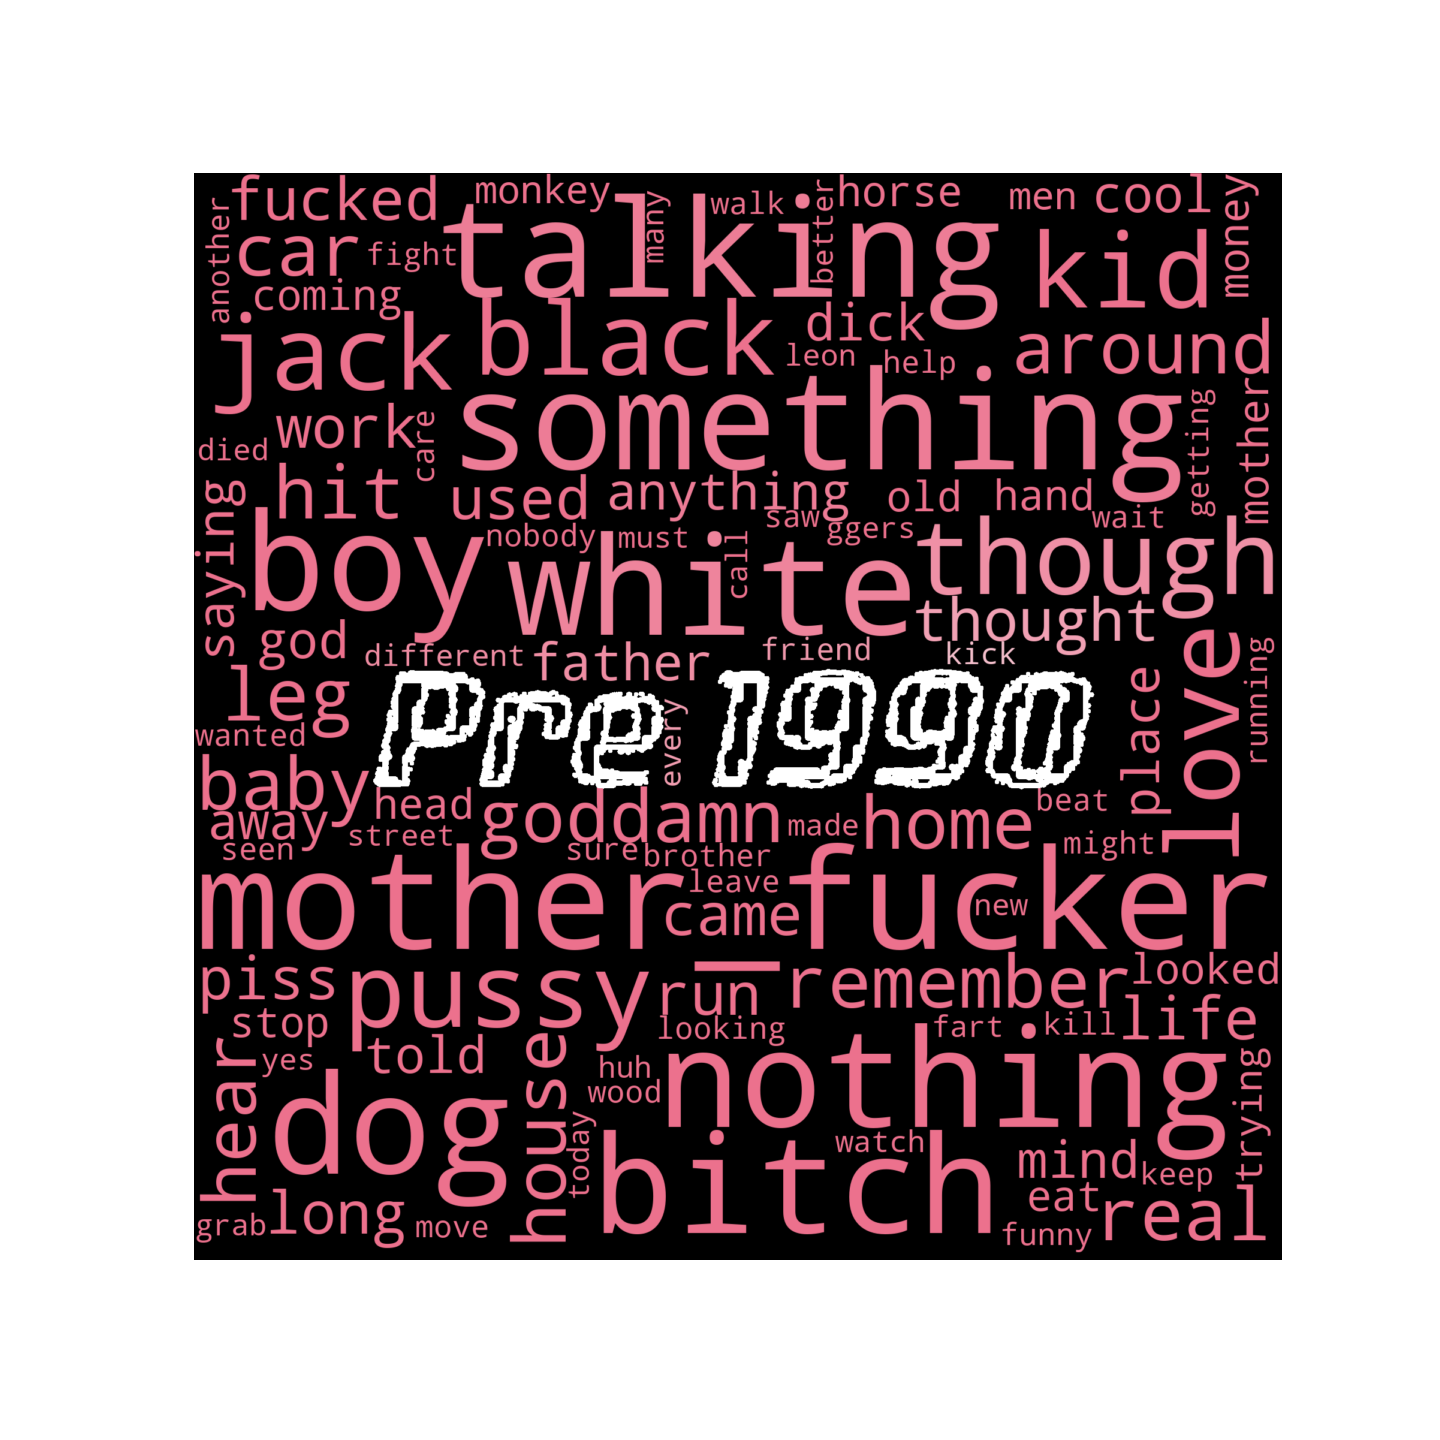 fucked monkey walk better horse men cool money
another car fight talking many kid
coming jack black dick leon help around
work care something getting mother
died hit used anything old hand wait
saying boy nobody must saw ggers though
white call thought
god different father friend kick love running
leg Pre 1990 place
wanted every
baby head goddamn made home beat
away street might
seen sure brother
mother leave fucker
came new
piss pussy run remember looked
stop looking fart kill life
hear yes told house huh nothing trying
dog wood
today bitch watch mind keep
grab long move eat real
funny